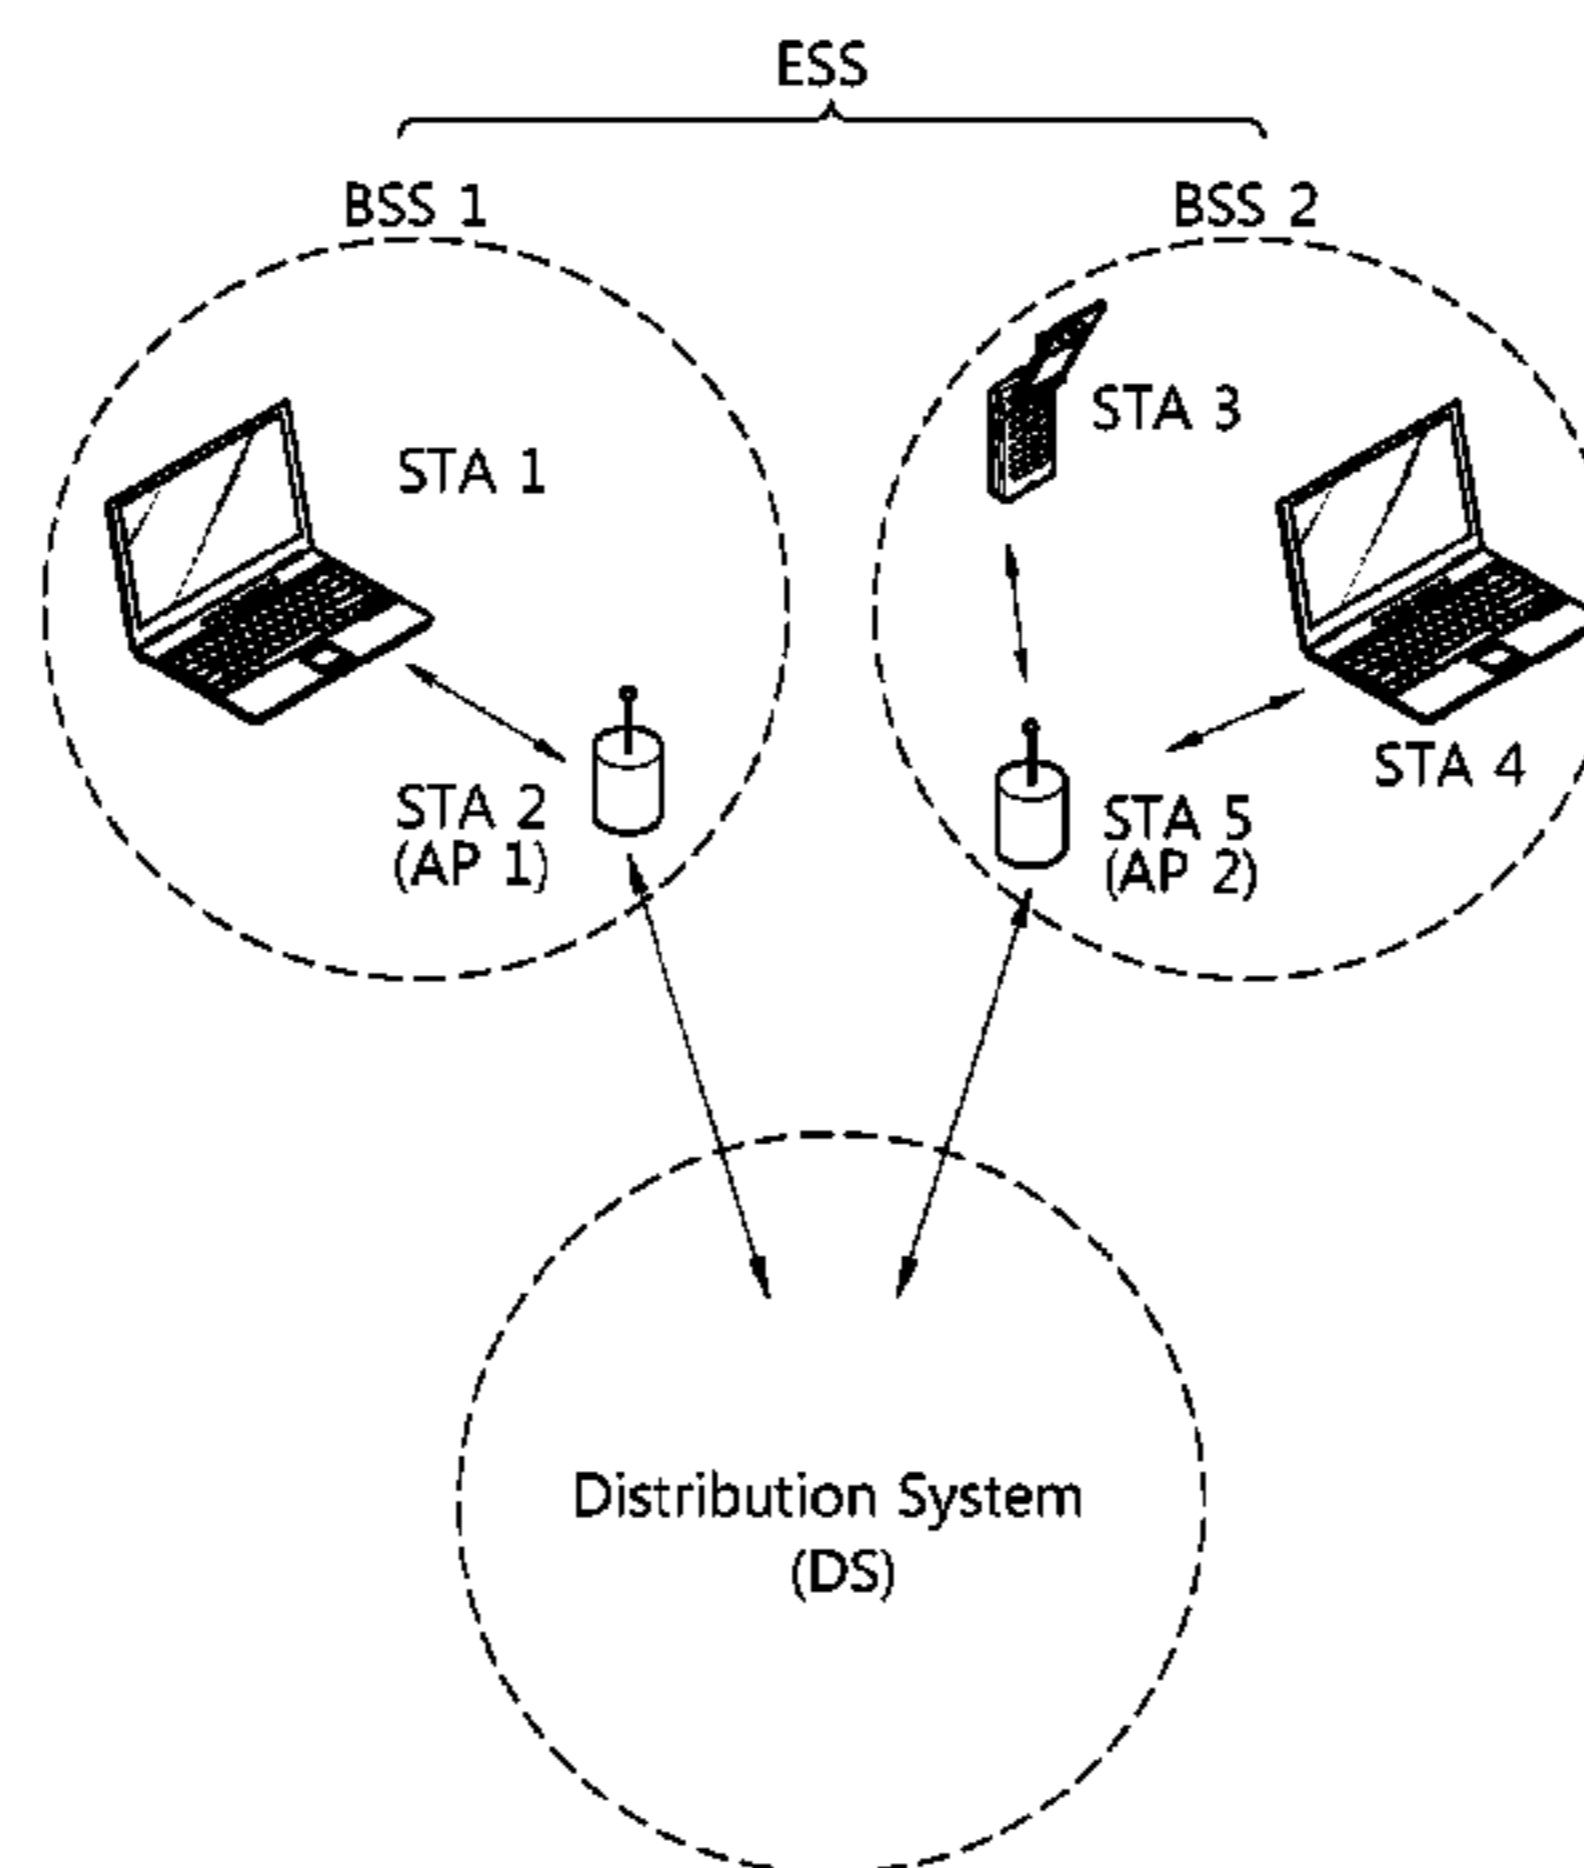 ESS
BSS 1
BSS 2
STA 1
STA 2
(AP 1)
STA 3
STA 4
STA 5
(AP 2)
Distribution System
(DS)